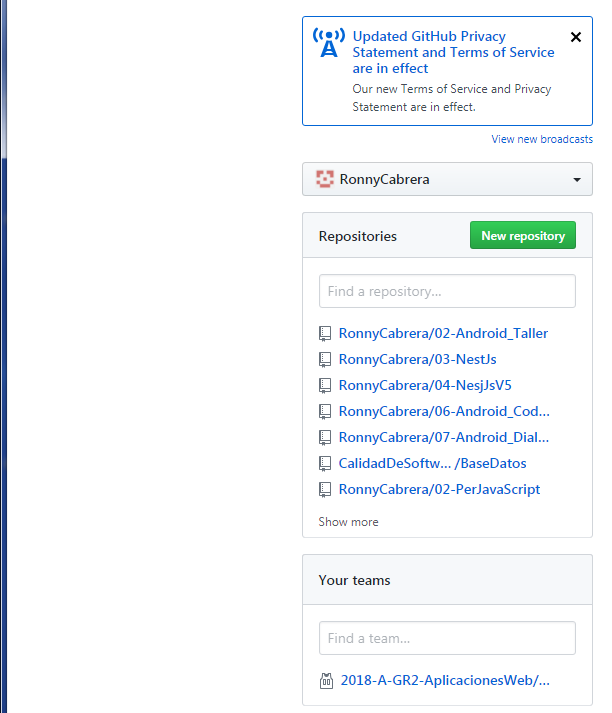 Updated GitHub Privacy
Statement and Terms of Service
are in effect
Our new Terms of Service and Privacy
Statement are in effect.
View new broadcasts
RonnyCabrera
Repositories
New repository
Find a repository...
RonnyCabrera/02-Android_Taller
RonnyCabrera/03-NestJs
RonnyCabrera/04-NesjJsV5
RonnyCabrera/06-Android_Cod...
RonnyCabrera/07-Android_Dial...
CalidadDeSoftw... /BaseDatos
RonnyCabrera/02-PerJavaScript
Show more
Your teams
Find a team...
2018-A-GR2-AplicacionesWeb/...